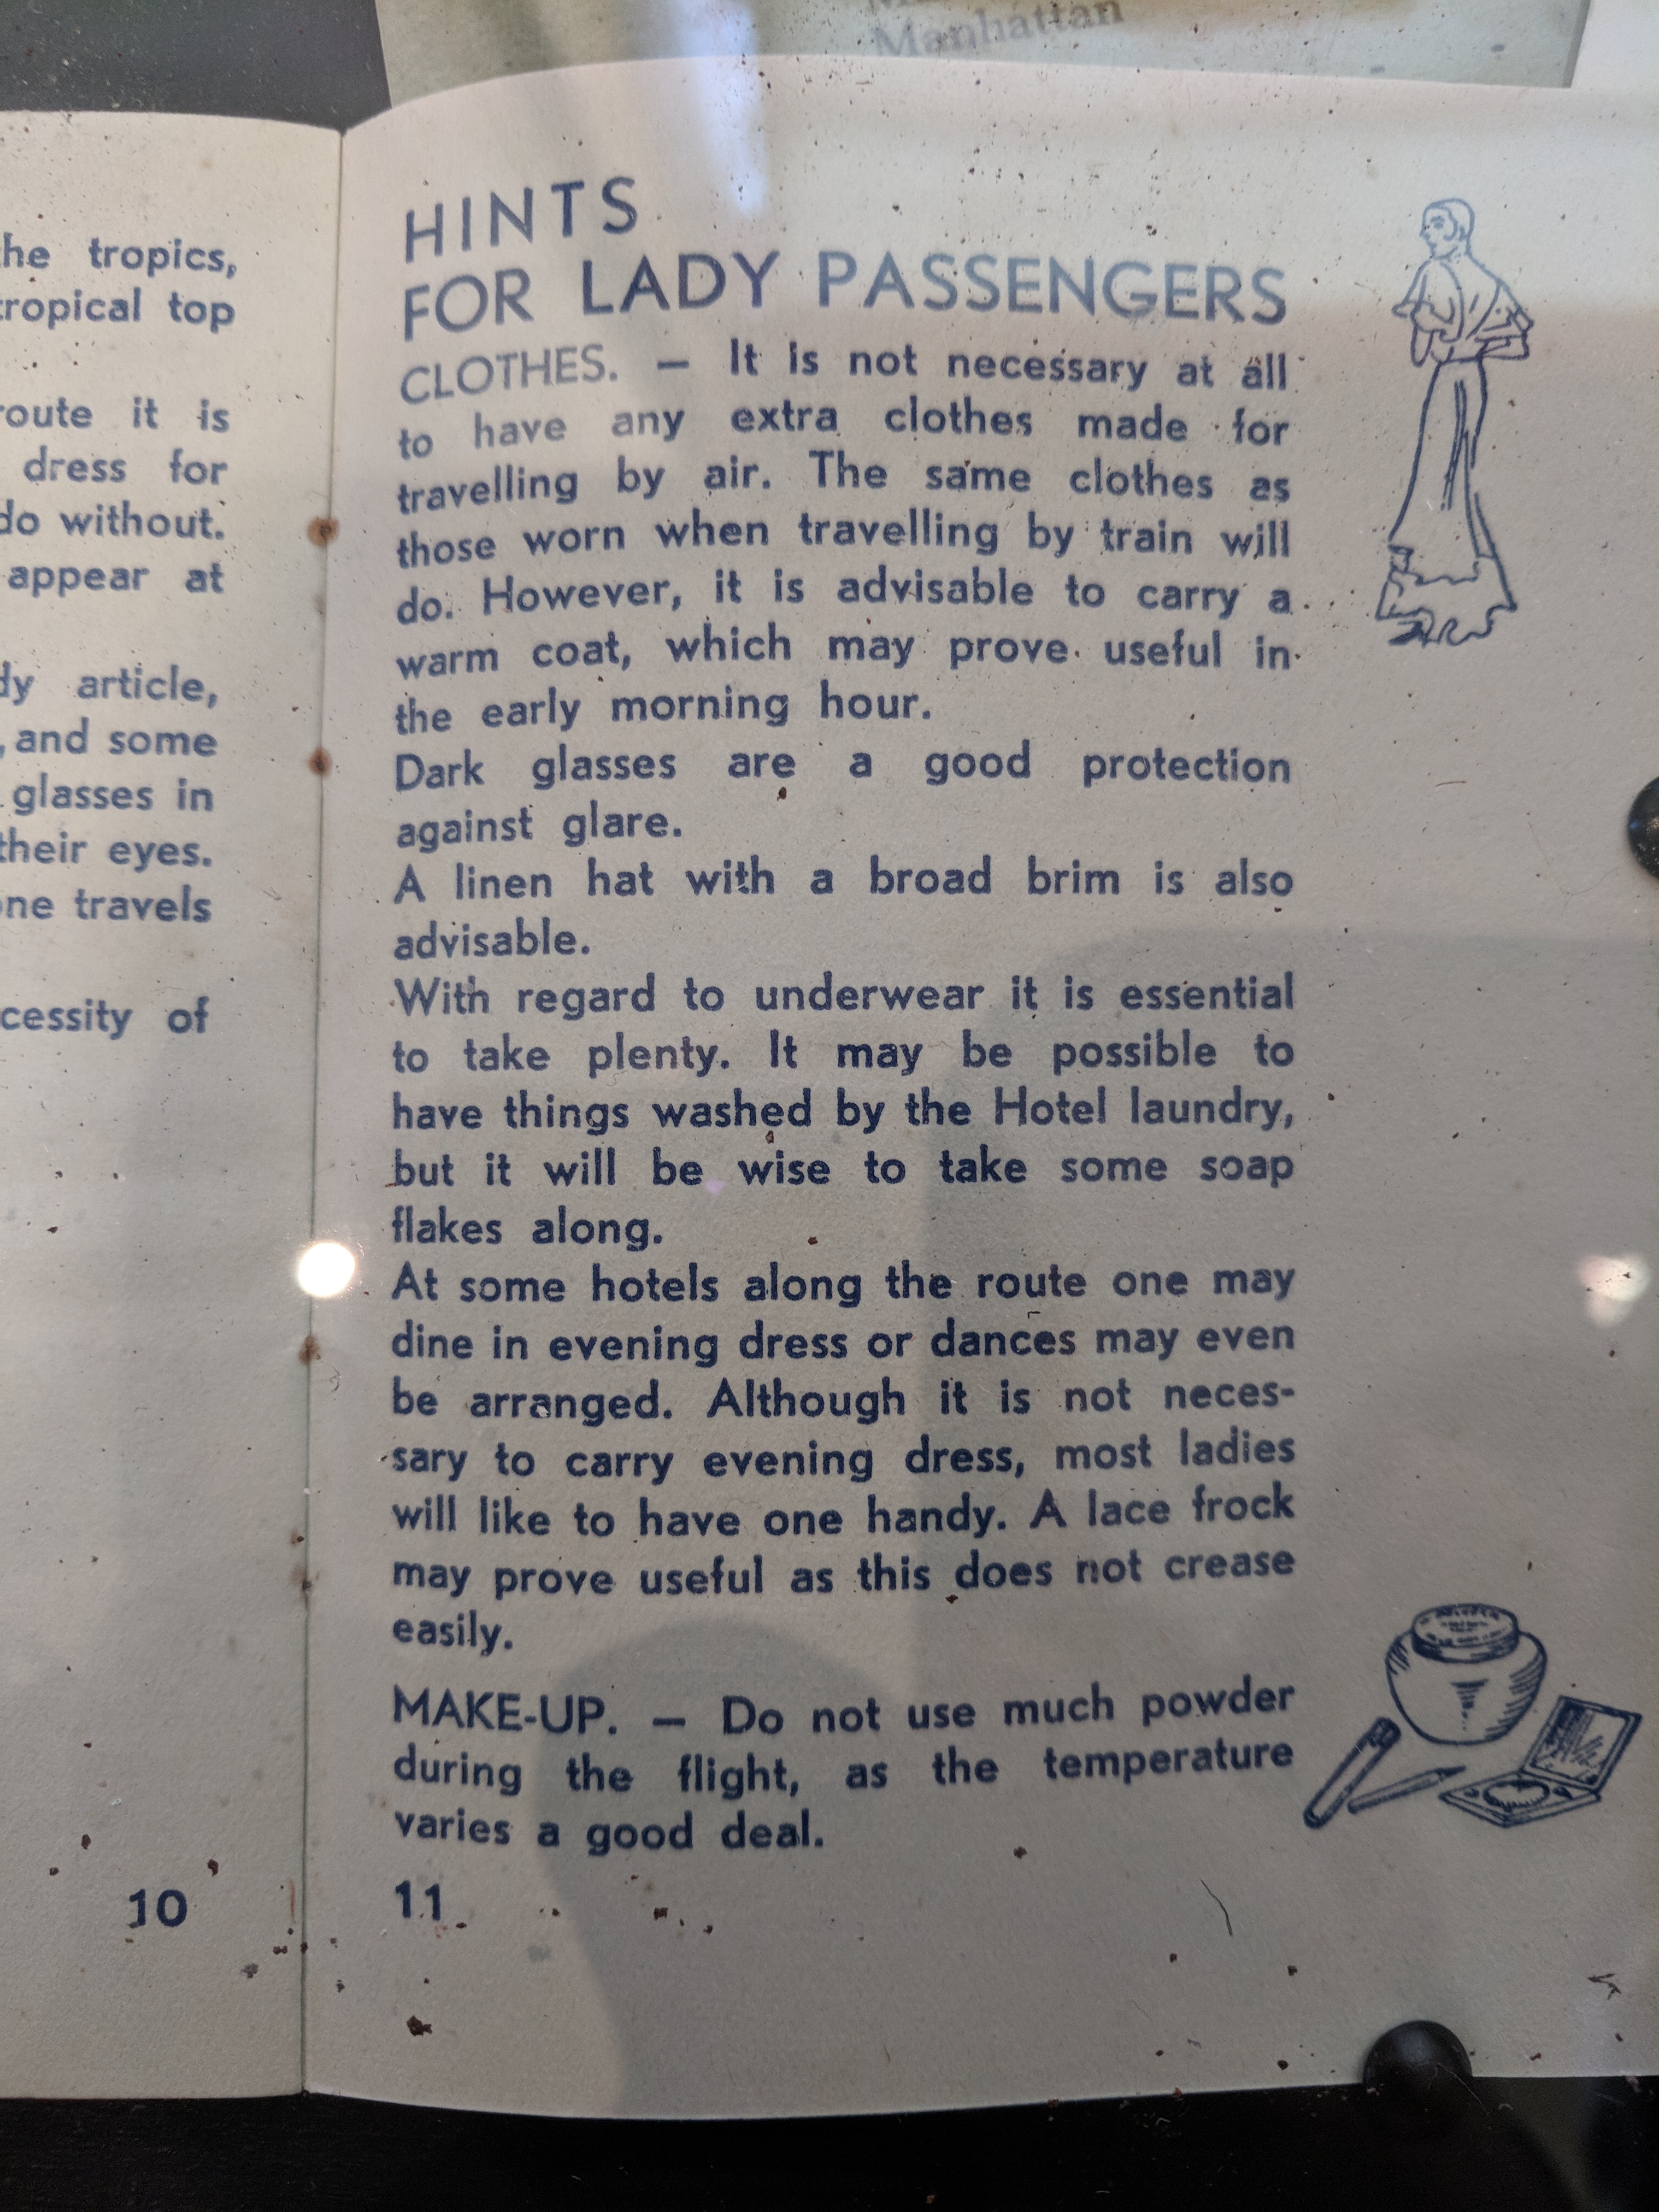 Manhattan
the tropics,
tropical top
route it is
dress for
do without.
appear at
article,
, and some
glasses in
their eyes.
one travels
of
10
HINTS
FOR LADY PASSENGERS
CLOTHES. — It is not necessary at all
to have any extra clothes made for
travelling by air. The same clothes as
those worn when travelling by train will
do. However, it is advisable to carry a
warm coat, which may prove useful in
the early morning hour.
Dark glasses are a good protection
against glare.
A linen hat with a broad brim is also
advisable.
With regard to underwear it is essential
to take plenty. It may be possible to
have things washed by the Hotel laundry,
but it will be wise to take some soap
flakes along.
At some hotels along the route one may
dine in evening dress or dances may even
be arranged. Although it is not neces-
sary to carry evening dress, most ladies
will like to have one handy. A lace frock
may prove useful as this does not crease
easily.
MAKE-UP. — Do not use much powder
during the flight, as the temperature
varies a good deal.
11